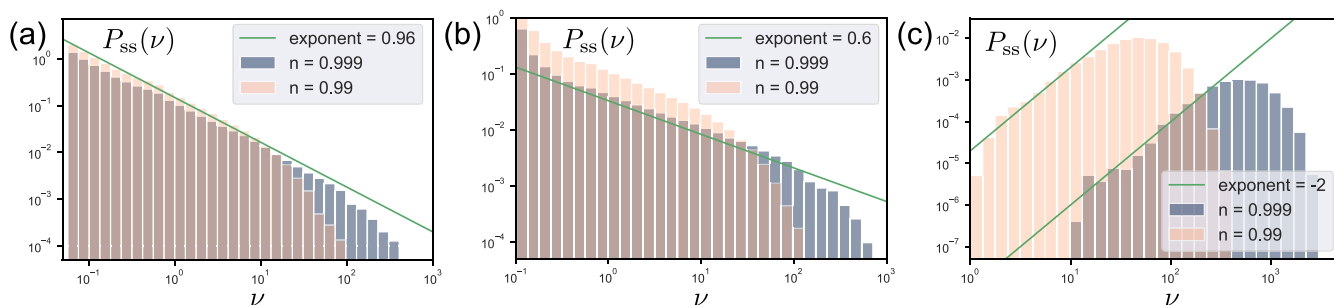 (a)
P_ss(ν)
exponent = 0.96
n = 0.999
n = 0.99
10^0
10^-1
10^-2
10^-3
10^-4
10^-1
10^0
10^1
10^2
10^3
ν
(b)
P_ss(ν)
exponent = 0.6
n = 0.999
n = 0.99
10^0
10^-1
10^-2
10^-3
10^-4
10^-1
10^0
10^1
10^2
10^3
ν
(c)
P_ss(ν)
10^-2
10^-3
10^-4
10^-5
10^-6
10^-7
exponent = -2
n = 0.999
n = 0.99
10^0
10^1
10^2
10^3
ν